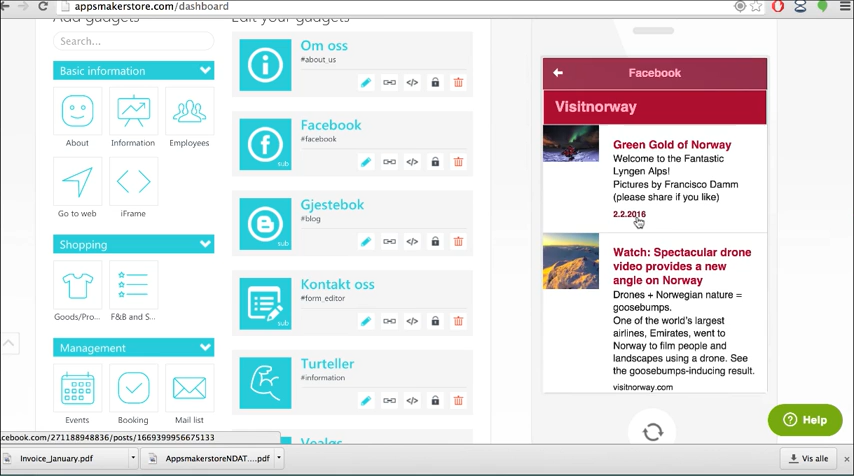 appsmakerstore.com/dashboard
Add gadgets
Edit your gadgets
Search...
Basic information
About
Information
Employees
Go to web
iFrame
Shopping
Goods/Pro...
F&B and S...
Management
Events
Booking
Mail list
Om oss
#about_us
Facebook
#facebook
sub
Gjestebok
#blog
sub
Kontakt oss
#form_editor
sub
Turteller
#information
Facebook
Visitnorway
Green Gold of Norway
Welcome to the Fantastic
Lyngen Alps!
Pictures by Francisco Damm
(please share if you like)
2.2.2016
Watch: Spectacular drone
video provides a new
angle on Norway
Drones + Norwegian nature =
goosebumps.
One of the world's largest
airlines, Emirates, went to
Norway to film people and
landscapes using a drone. See
the goosebumps-inducing result.
visitnorway.com
Help
cebook.com/271188948836/posts/1669399956675133
Invoice_January.pdf
AppsmakerstoreNDAT....pdf
Vis alle